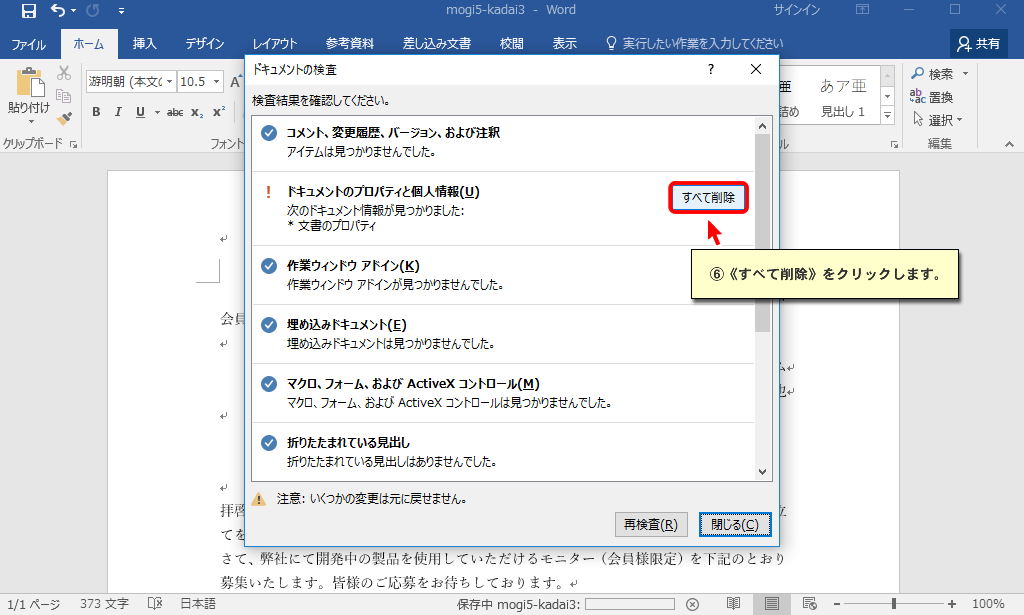 mogi5-kadai3 - Word
サインイン
ファイル ホーム 挿入 デザイン レイアウト 参考資料 差し込み文書 校閲 表示 実行したい作業を入力してください 共有
貼り付け
クリップボード
游明朝 (本文の
10.5
B I U abc x₂ x²
フォント
あア亜
見出し 1
検索
置換
選択
編集
ドキュメントの検査
?
検査結果を確認してください。
コメント、変更履歴、バージョン、および注釈
アイテムは見つかりませんでした。
ドキュメントのプロパティと個人情報(U)
次のドキュメント情報が見つかりました:
* 文書のプロパティ
すべて削除
⑥《すべて削除》をクリックします。
作業ウィンドウ アドイン(K)
作業ウィンドウ アドインが見つかりませんでした。
埋め込みドキュメント(E)
埋め込みドキュメントは見つかりませんでした。
マクロ、フォーム、および ActiveX コントロール(M)
マクロ、フォーム、および ActiveX コントロールは見つかりませんでした。
折りたたまれている見出し
折りたたまれている見出しはありませんでした。
注意: いくつかの変更は元に戻せません。
再検査(R)
閉じる(C)
会員
拝啓
てを
さて、弊社にて開発中の製品を使用していただけるモニター（会員様限定）を下記のとおり
募集いたします。皆様のご応募をお待ちしております。
1/1 ページ 373 文字 日本語 保存中 mogi5-kadai3: 100%